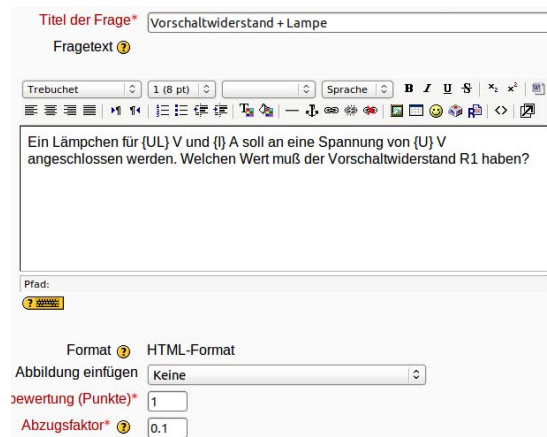 Titel der Frage* Vorschaltwiderstand + Lampe
Fragetext
Trebuchet 1 (8 pt) Sprache B I U S x₂ x²
Ein Lämpchen für {UL} V und {I} A soll an eine Spannung von {U} V
angeschlossen werden. Welchen Wert muß der Vorschaltwiderstand R1 haben?
Pfad:
Format HTML-Format
Abbildung einfügen Keine
bewertung (Punkte)* 1
Abzugsfaktor* 0.1